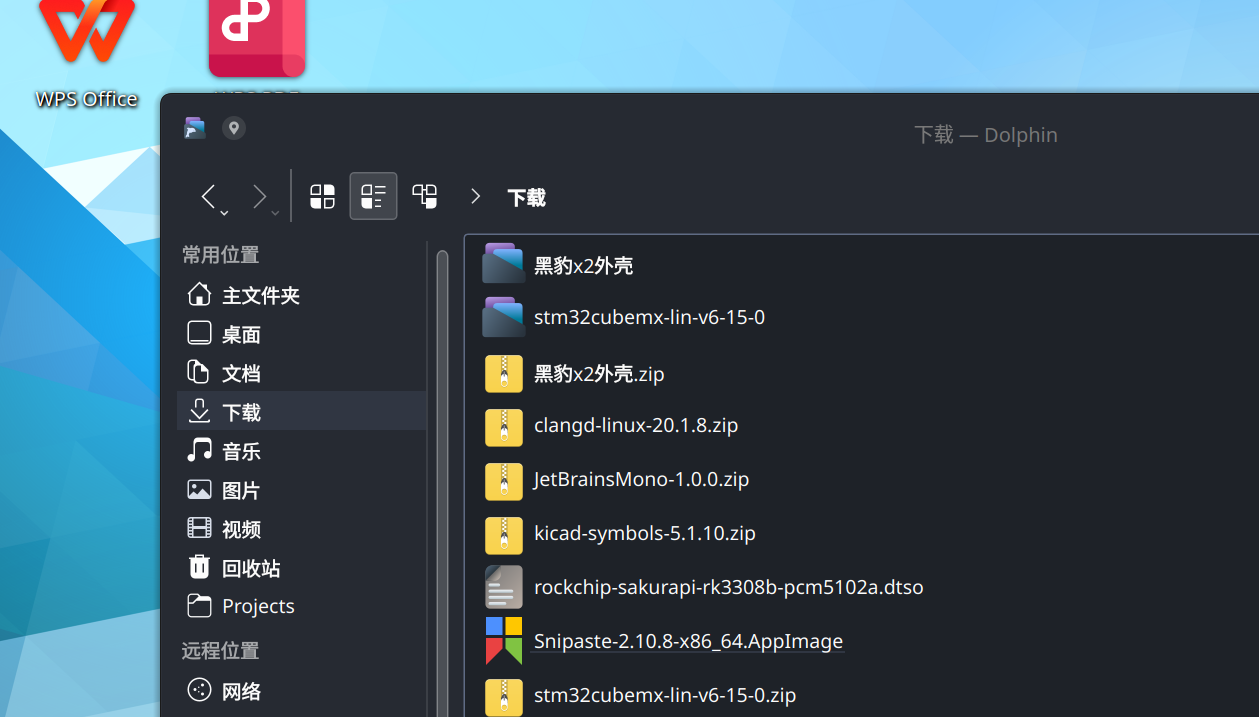 WPS Office
下载 — Dolphin
下载
常用位置
主文件夹
桌面
文档
下载
音乐
图片
视频
回收站
Projects
远程位置
网络
黑豹x2外壳
stm32cubemx-lin-v6-15-0
黑豹x2外壳.zip
clangd-linux-20.1.8.zip
JetBrainsMono-1.0.0.zip
kicad-symbols-5.1.10.zip
rockchip-sakurapi-rk3308b-pcm5102a.dtso
Snipaste-2.10.8-x86_64.AppImage
stm32cubemx-lin-v6-15-0.zip